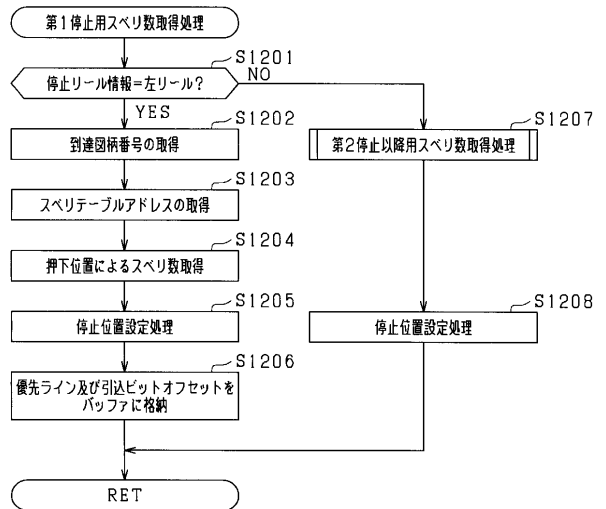 第1停止用スベリ数取得処理
S1201
停止リール情報=左リール?
NO
YES
S1202
到達図柄番号の取得
S1207
第2停止以降用スベリ数取得処理
S1203
スベリテーブルアドレスの取得
S1204
押下位置によるスベリ数取得
S1205
停止位置設定処理
S1208
停止位置設定処理
S1206
優先ライン及び引込ビットオフセットを
バッファに格納
RET